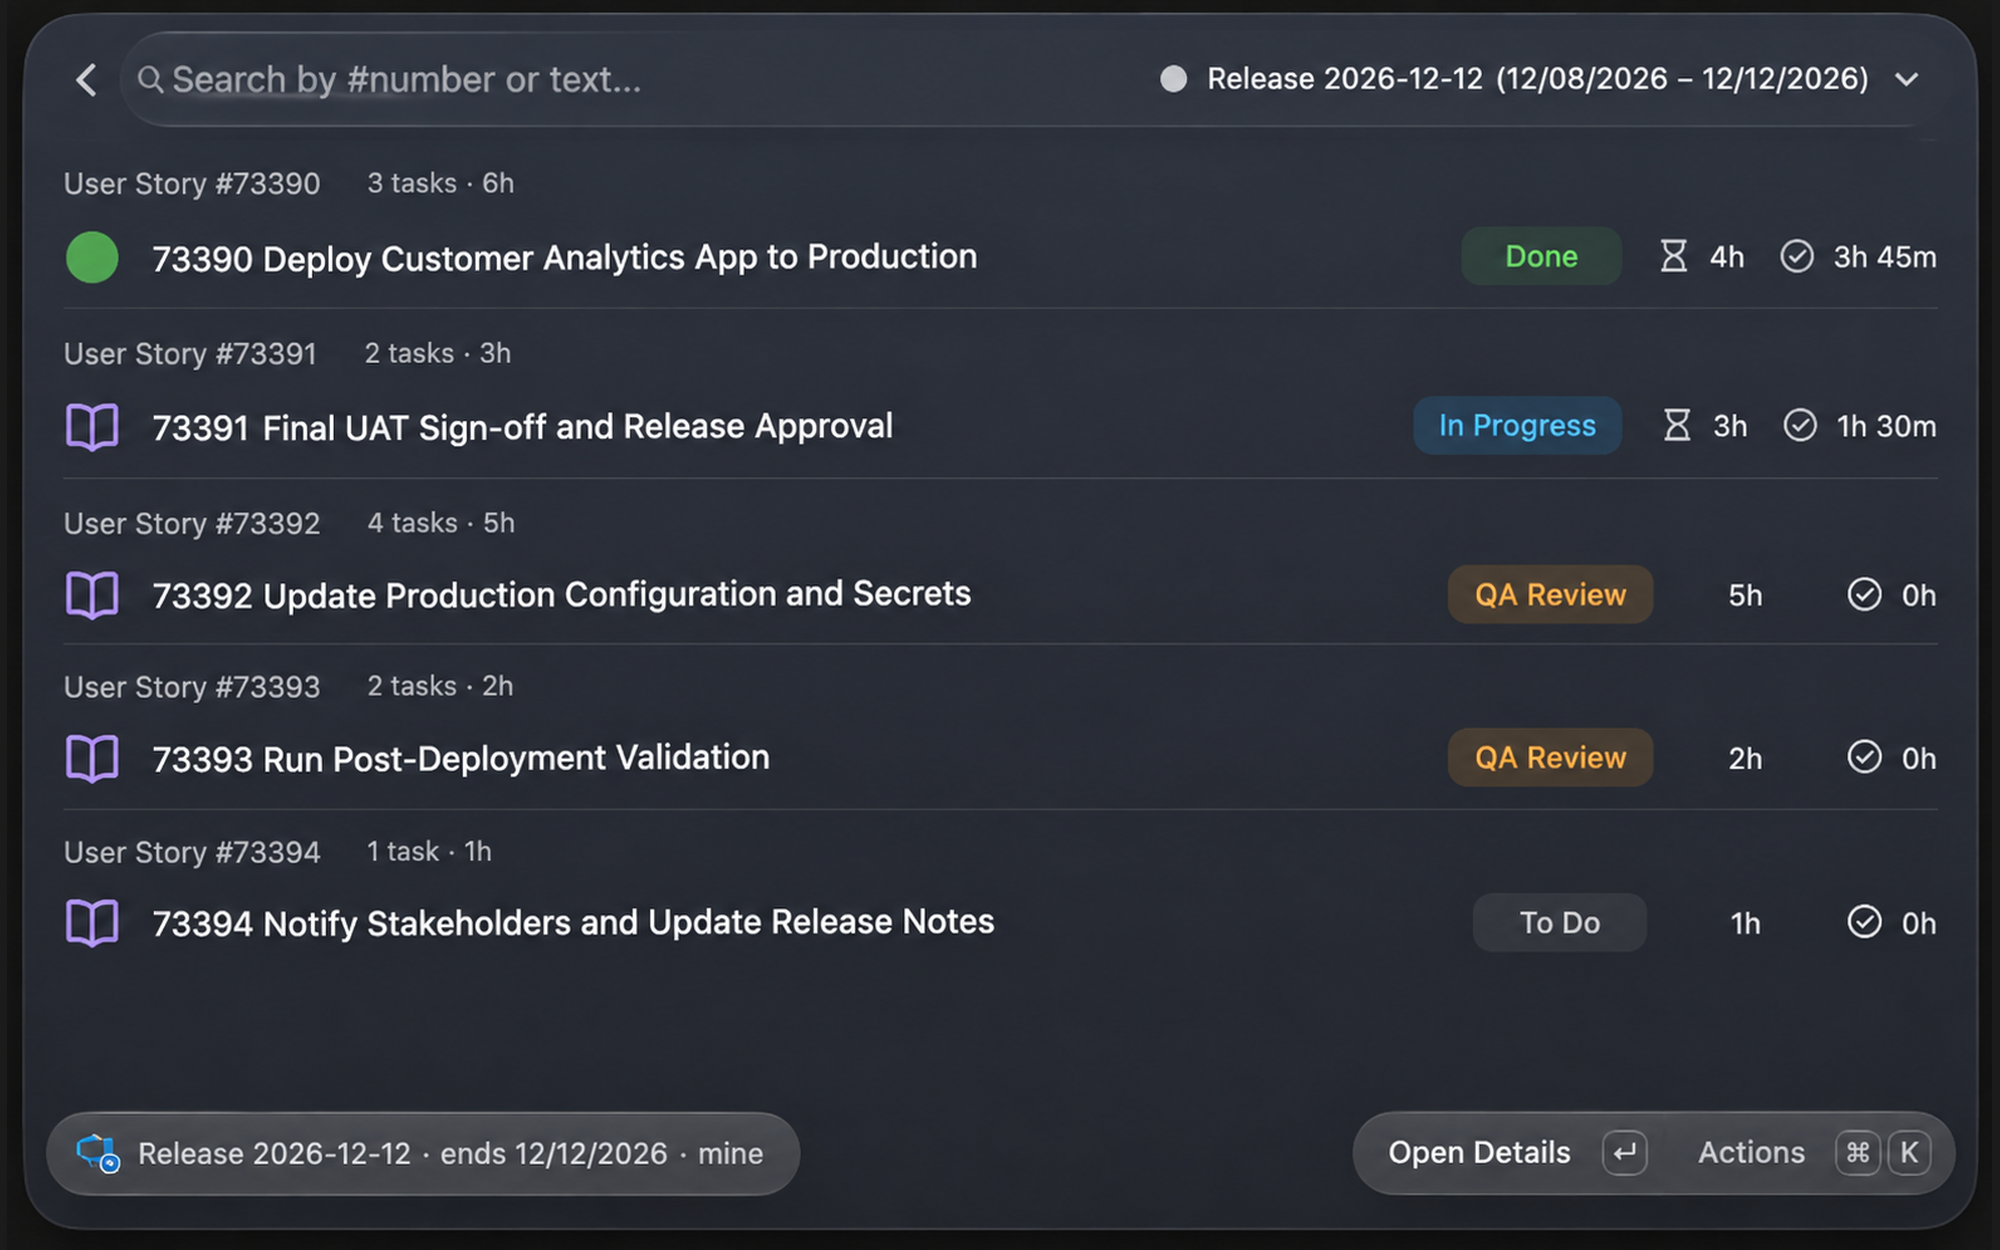 Search by #number or text...
Release 2026-12-12 (12/08/2026 – 12/12/2026)
User Story #73390 3 tasks · 6h
73390 Deploy Customer Analytics App to Production Done 4h 3h 45m
User Story #73391 2 tasks · 3h
73391 Final UAT Sign-off and Release Approval In Progress 3h 1h 30m
User Story #73392 4 tasks · 5h
73392 Update Production Configuration and Secrets QA Review 5h 0h
User Story #73393 2 tasks · 2h
73393 Run Post-Deployment Validation QA Review 2h 0h
User Story #73394 1 task · 1h
73394 Notify Stakeholders and Update Release Notes To Do 1h 0h
Release 2026-12-12 · ends 12/12/2026 · mine
Open Details ↵ Actions ⌘ K